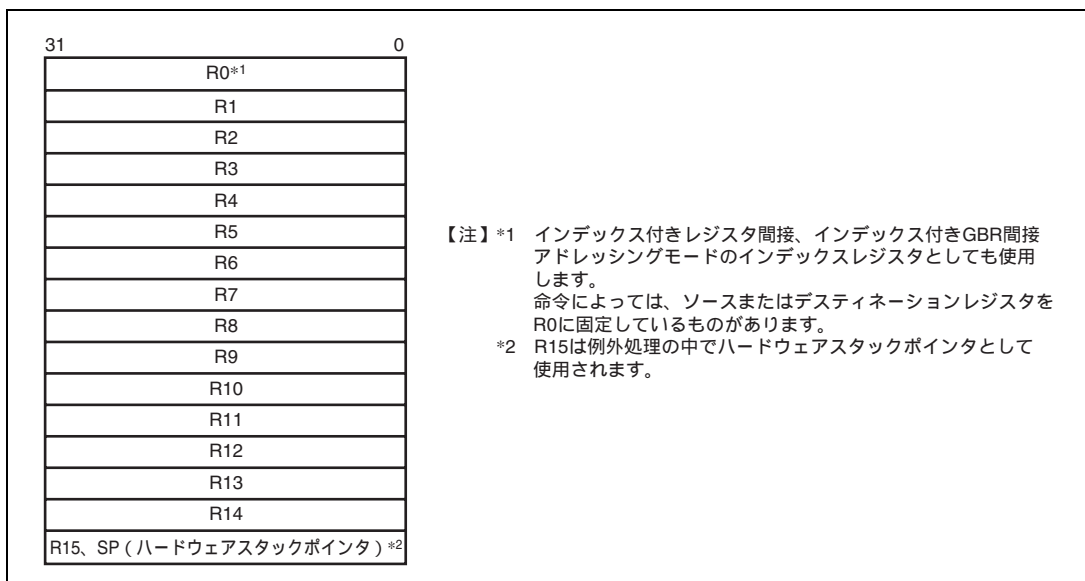 31 0
R0*1
R1
R2
R3
R4
R5
R6
R7
R8
R9
R10
R11
R12
R13
R14
R15、SP(ハードウェアスタックポインタ)*2
【注】*1 インデックス付きレジスタ間接、インデックス付きGBR間接
アドレッシングモードのインデックスレジスタとしても使用
します。
命令によっては、ソースまたはデスティネーションレジスタを
R0に固定しているものがあります。
*2 R15は例外処理の中でハードウェアスタックポインタとして
使用されます。